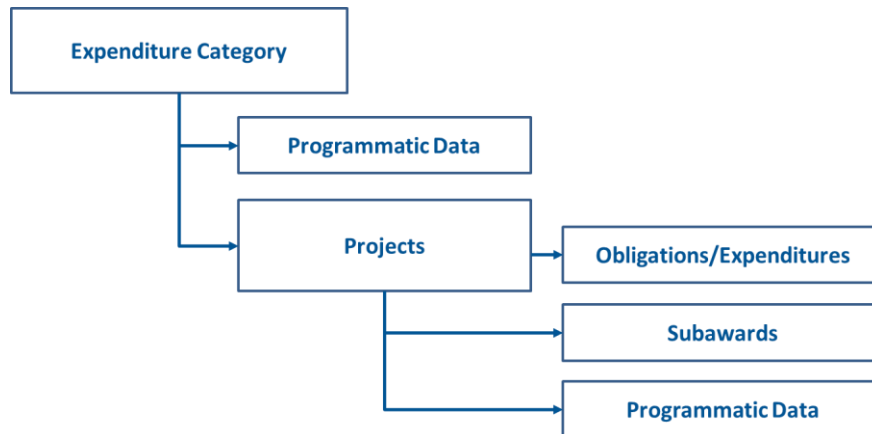 Expenditure Category
Programmatic Data
Projects
Obligations/Expenditures
Subawards
Programmatic Data